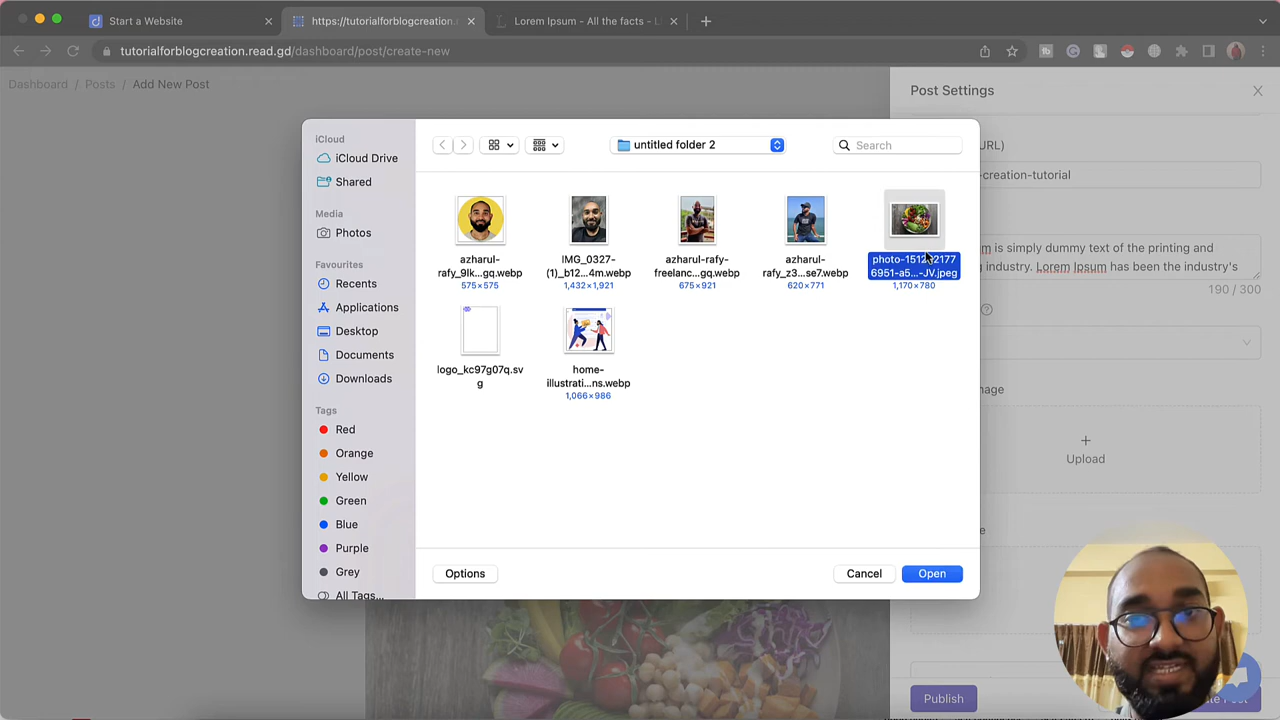 Start a Website
https://tutorialforblogcreation.
Lorem Ipsum - All the facts - Li
tutorialforblogcreation.read.gd/dashboard/post/create-new
Dashboard / Posts / Add New Post
Post Settings
iCloud
iCloud Drive
Shared
Media
Photos
Favourites
Recents
Applications
Desktop
Documents
Downloads
Tags
Red
Orange
Yellow
Green
Blue
Purple
Grey
All Tags...
untitled folder 2
Search
azharul-
rafy_9lk...gq.webp
575×575
IMG_0327-
(1)_b12...4m.webp
1,432×1,921
azharul-rafy-
freelanc...gq.webp
675×921
azharul-
rafy_z3...se7.webp
620×771
6951-a5...-JV.jpeg
1,170×780
logo_kc97g07q.sv
g
home-
illustrati...ns.webp
1,066×986
Options
Cancel
Open
URL)
-creation-tutorial
m is simply dummy text of the printing and
industry. Lorem Ipsum has been the industry's
190 / 300
age
Upload
e
Publish